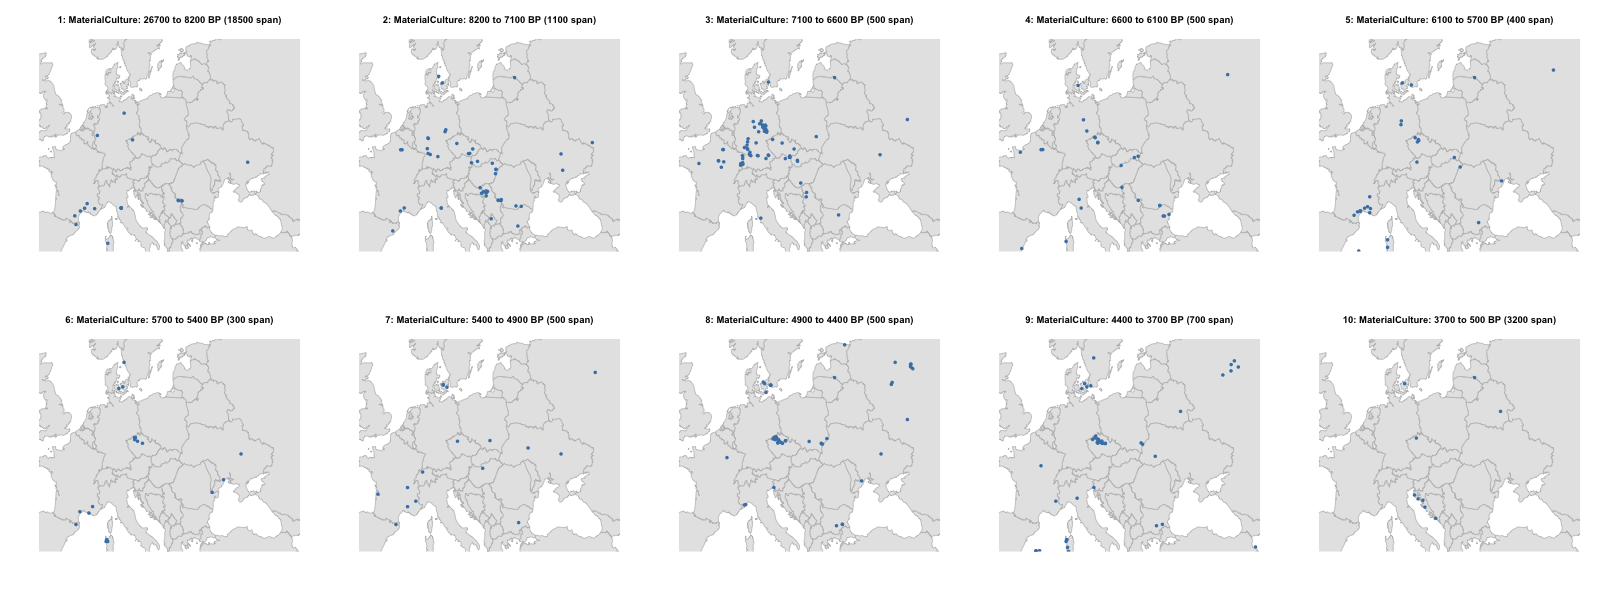 1: MaterialCulture: 26700 to 8200 BP (18500 span)
2: MaterialCulture: 8200 to 7100 BP (1100 span)
3: MaterialCulture: 7100 to 6600 BP (500 span)
4: MaterialCulture: 6600 to 6100 BP (500 span)
5: MaterialCulture: 6100 to 5700 BP (400 span)
6: MaterialCulture: 5700 to 5400 BP (300 span)
7: MaterialCulture: 5400 to 4900 BP (500 span)
8: MaterialCulture: 4900 to 4400 BP (500 span)
9: MaterialCulture: 4400 to 3700 BP (700 span)
10: MaterialCulture: 3700 to 500 BP (3200 span)